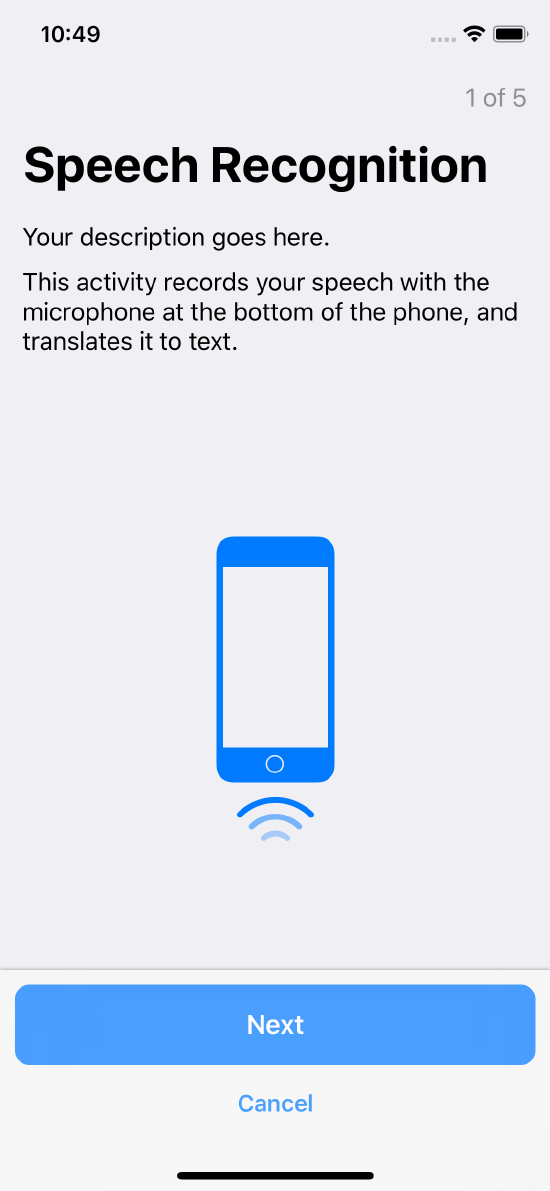 10:49
1 of 5
Speech Recognition
Your description goes here.
This activity records your speech with the
microphone at the bottom of the phone, and
translates it to text.
Next
Cancel